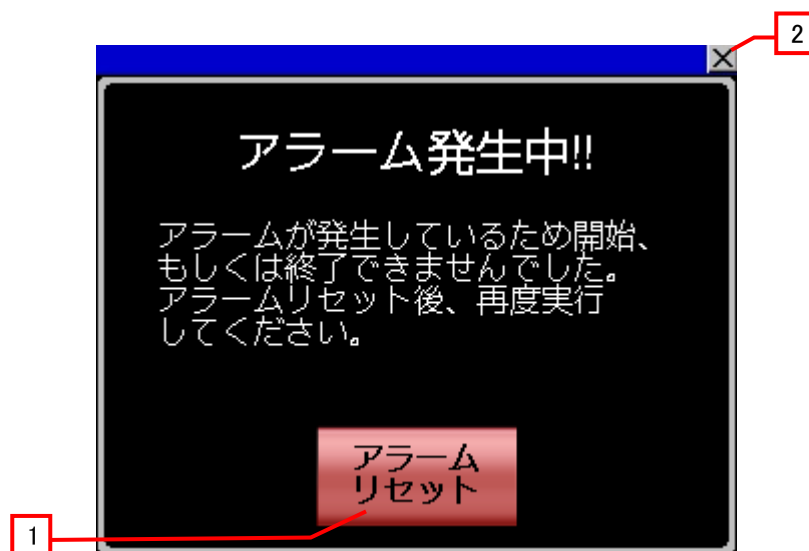 2
アラーム発生中!!
アラームが発生しているため開始、
もしくは終了できませんでした。
アラームリセット後、再度実行
してください。
アラーム
リセット
1